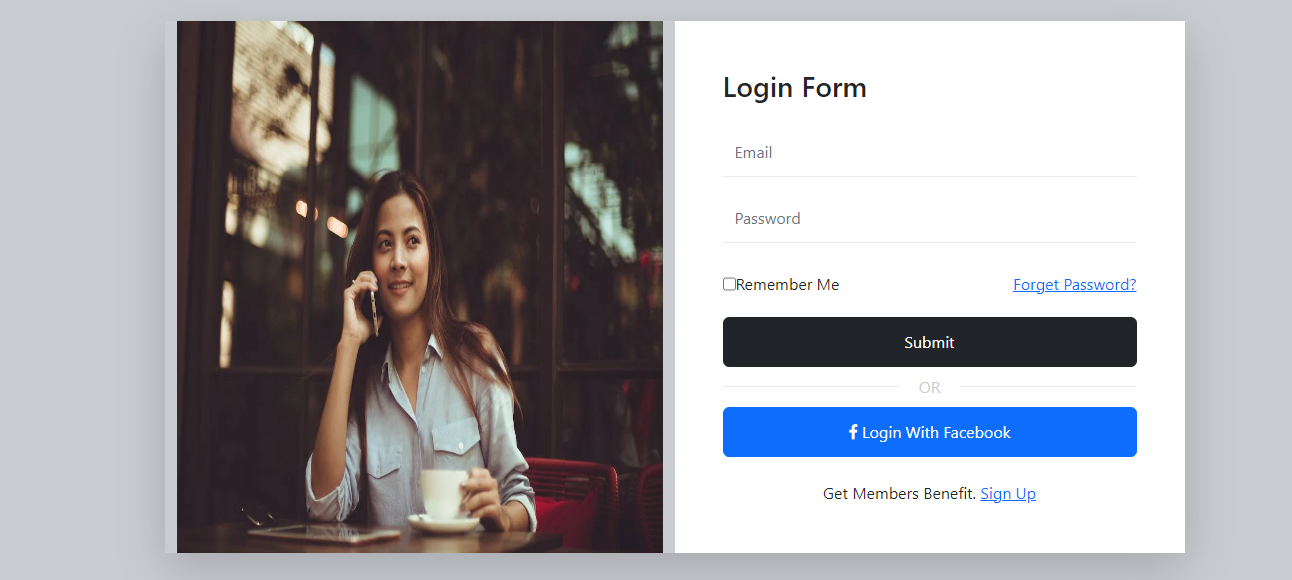 Login Form
Email
Password
Remember Me Forget Password?
Submit
OR
Login With Facebook
Get Members Benefit. Sign Up